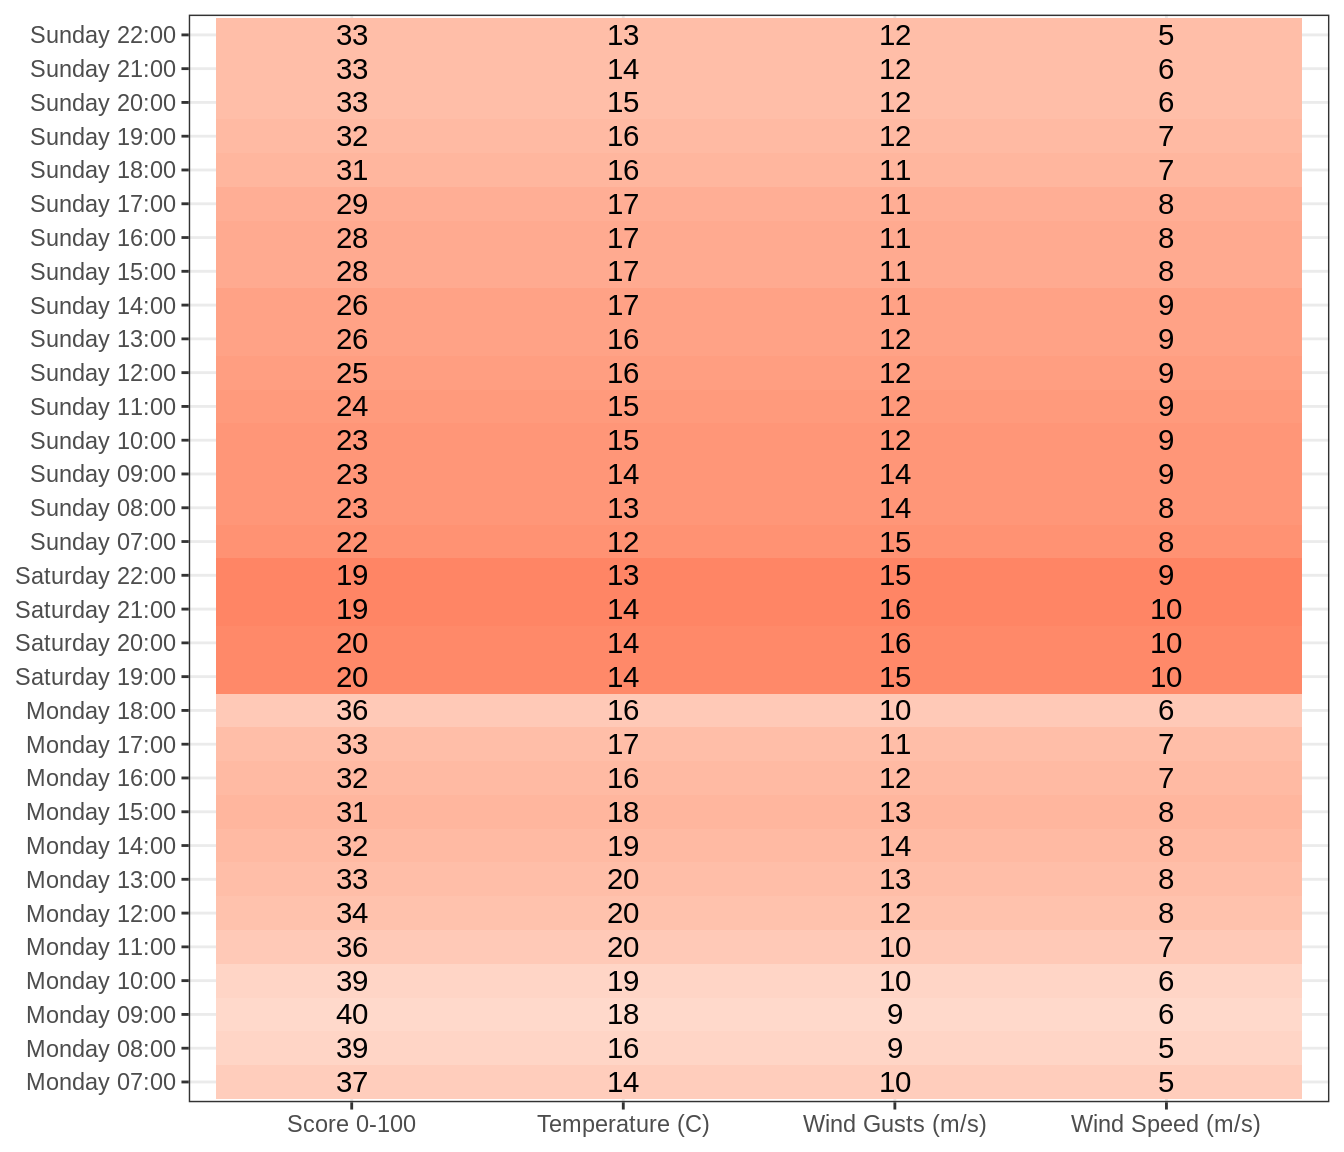 Sunday 22:00 33 13 12 5
Sunday 21:00 33 14 12 6
Sunday 20:00 33 15 12 6
Sunday 19:00 32 16 12 7
Sunday 18:00 31 16 11 7
Sunday 17:00 29 17 11 8
Sunday 16:00 28 17 11 8
Sunday 15:00 28 17 11 8
Sunday 14:00 26 17 11 9
Sunday 13:00 26 16 12 9
Sunday 12:00 25 16 12 9
Sunday 11:00 24 15 12 9
Sunday 10:00 23 15 12 9
Sunday 09:00 23 14 14 9
Sunday 08:00 23 13 14 8
Sunday 07:00 22 12 15 8
Saturday 22:00 19 13 15 9
Saturday 21:00 19 14 16 10
Saturday 20:00 20 14 16 10
Saturday 19:00 20 14 15 10
Monday 18:00 36 16 10 6
Monday 17:00 33 17 11 7
Monday 16:00 32 16 12 7
Monday 15:00 31 18 13 8
Monday 14:00 32 19 14 8
Monday 13:00 33 20 13 8
Monday 12:00 34 20 12 8
Monday 11:00 36 20 10 7
Monday 10:00 39 19 10 6
Monday 09:00 40 18 9 6
Monday 08:00 39 16 9 5
Monday 07:00 37 14 10 5
Score 0-100 Temperature (C) Wind Gusts (m/s) Wind Speed (m/s)